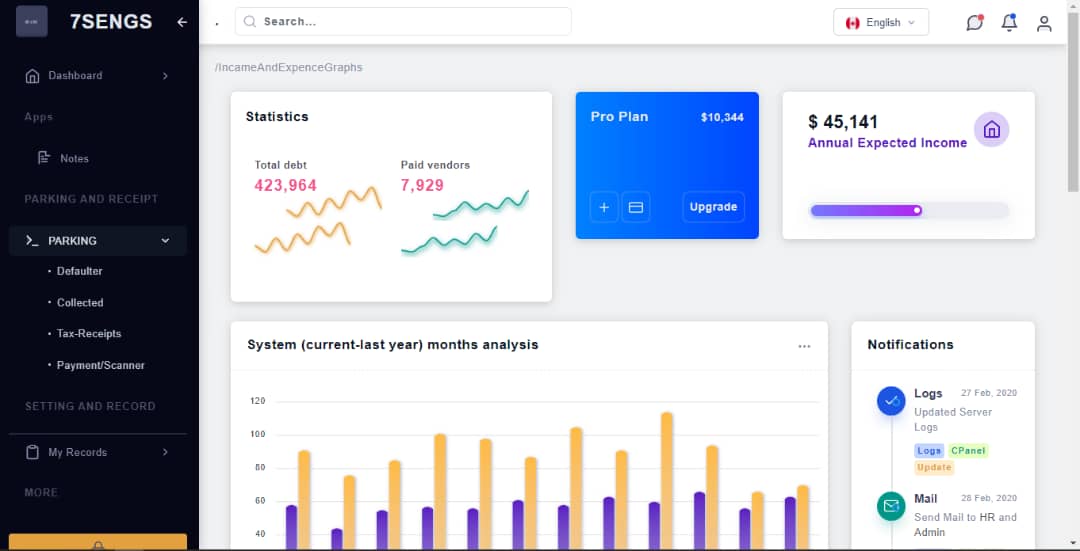 7SENGS
Dashboard
Apps
Notes
PARKING AND RECEIPT
PARKING
Defaulter
Collected
Tax-Receipts
Payment/Scanner
SETTING AND RECORD
My Records
MORE
Search...
English
/IncameAndExpenceGraphs
Statistics
Total debt
423,964
Paid vendors
7,929
Pro Plan
$10,344
Upgrade
$ 45,141
Annual Expected Income
System (current-last year) months analysis
120
100
80
60
40
Notifications
Logs
27 Feb, 2020
Updated Server
Logs
Logs CPanel
Update
Mail
28 Feb, 2020
Send Mail to HR and
Admin